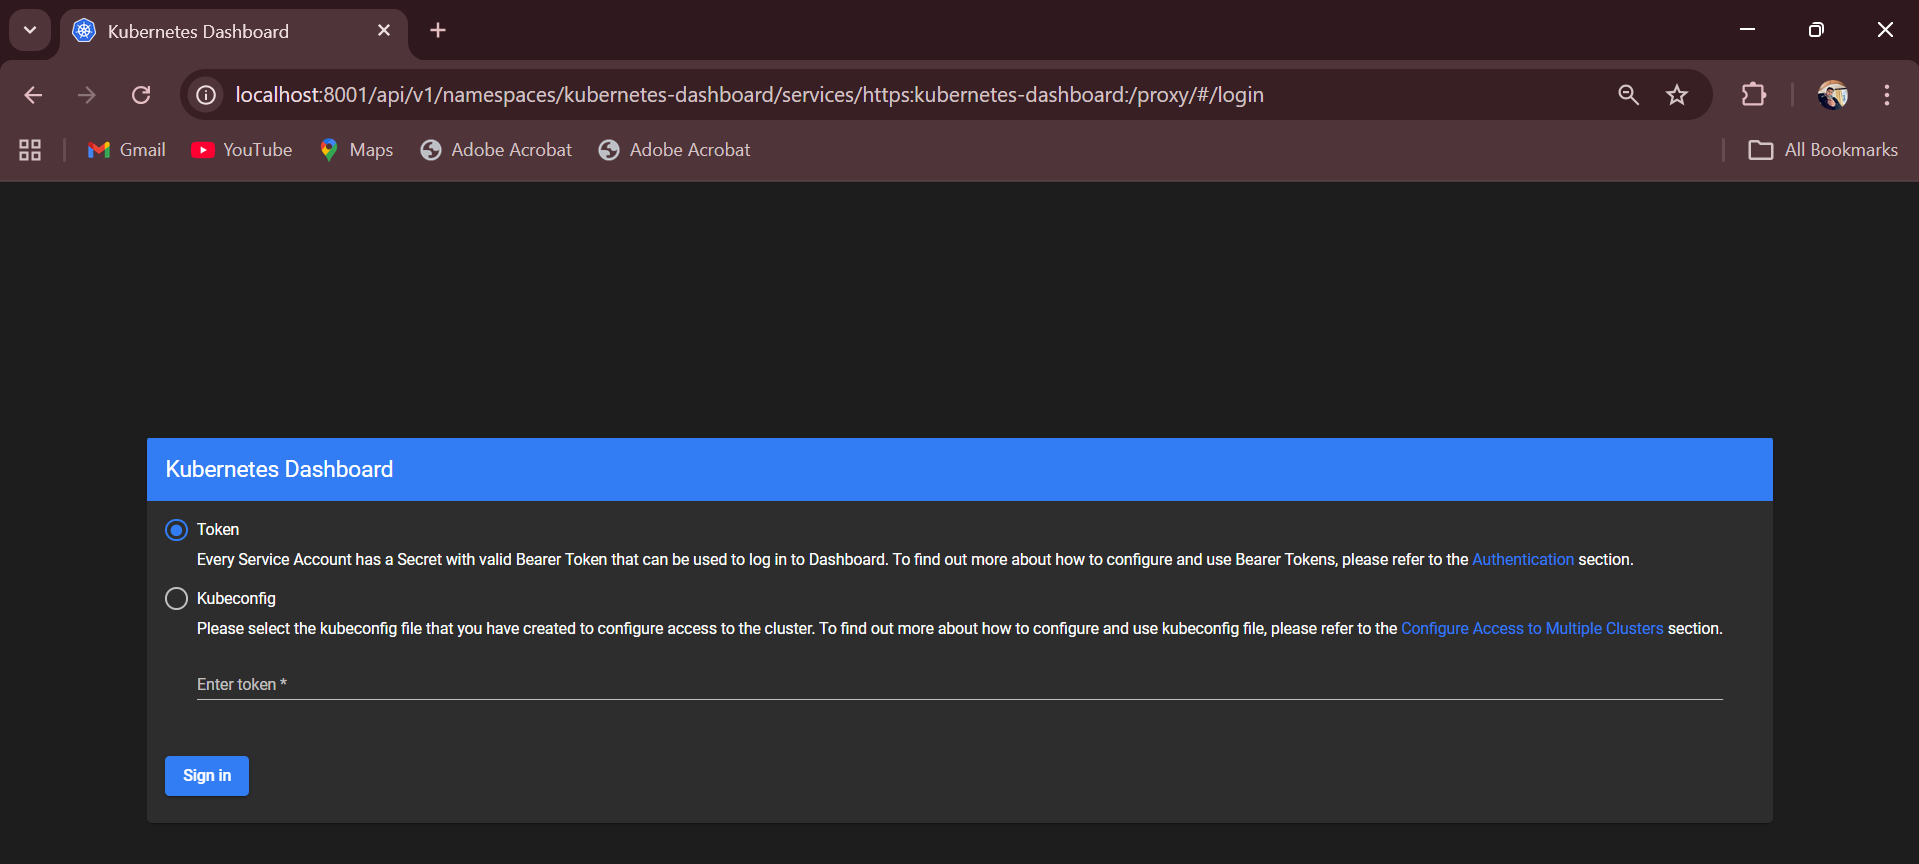 Kubernetes Dashboard
localhost:8001/api/v1/namespaces/kubernetes-dashboard/services/https:kubernetes-dashboard:/proxy/#/login
Gmail YouTube Maps Adobe Acrobat Adobe Acrobat All Bookmarks
Kubernetes Dashboard
Token
Every Service Account has a Secret with valid Bearer Token that can be used to log in to Dashboard. To find out more about how to configure and use Bearer Tokens, please refer to the Authentication section.
Kubeconfig
Please select the kubeconfig file that you have created to configure access to the cluster. To find out more about how to configure and use kubeconfig file, please refer to the Configure Access to Multiple Clusters section.
Enter token *
Sign in